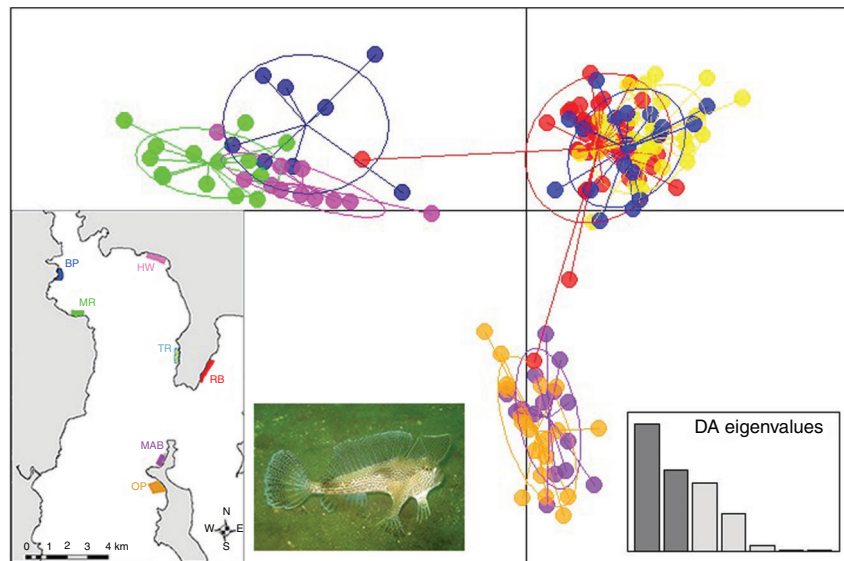 BP
HW
MR
TR
RB
MAB
OP
N
W E
S
0 1 2 3 4 km
DA eigenvalues